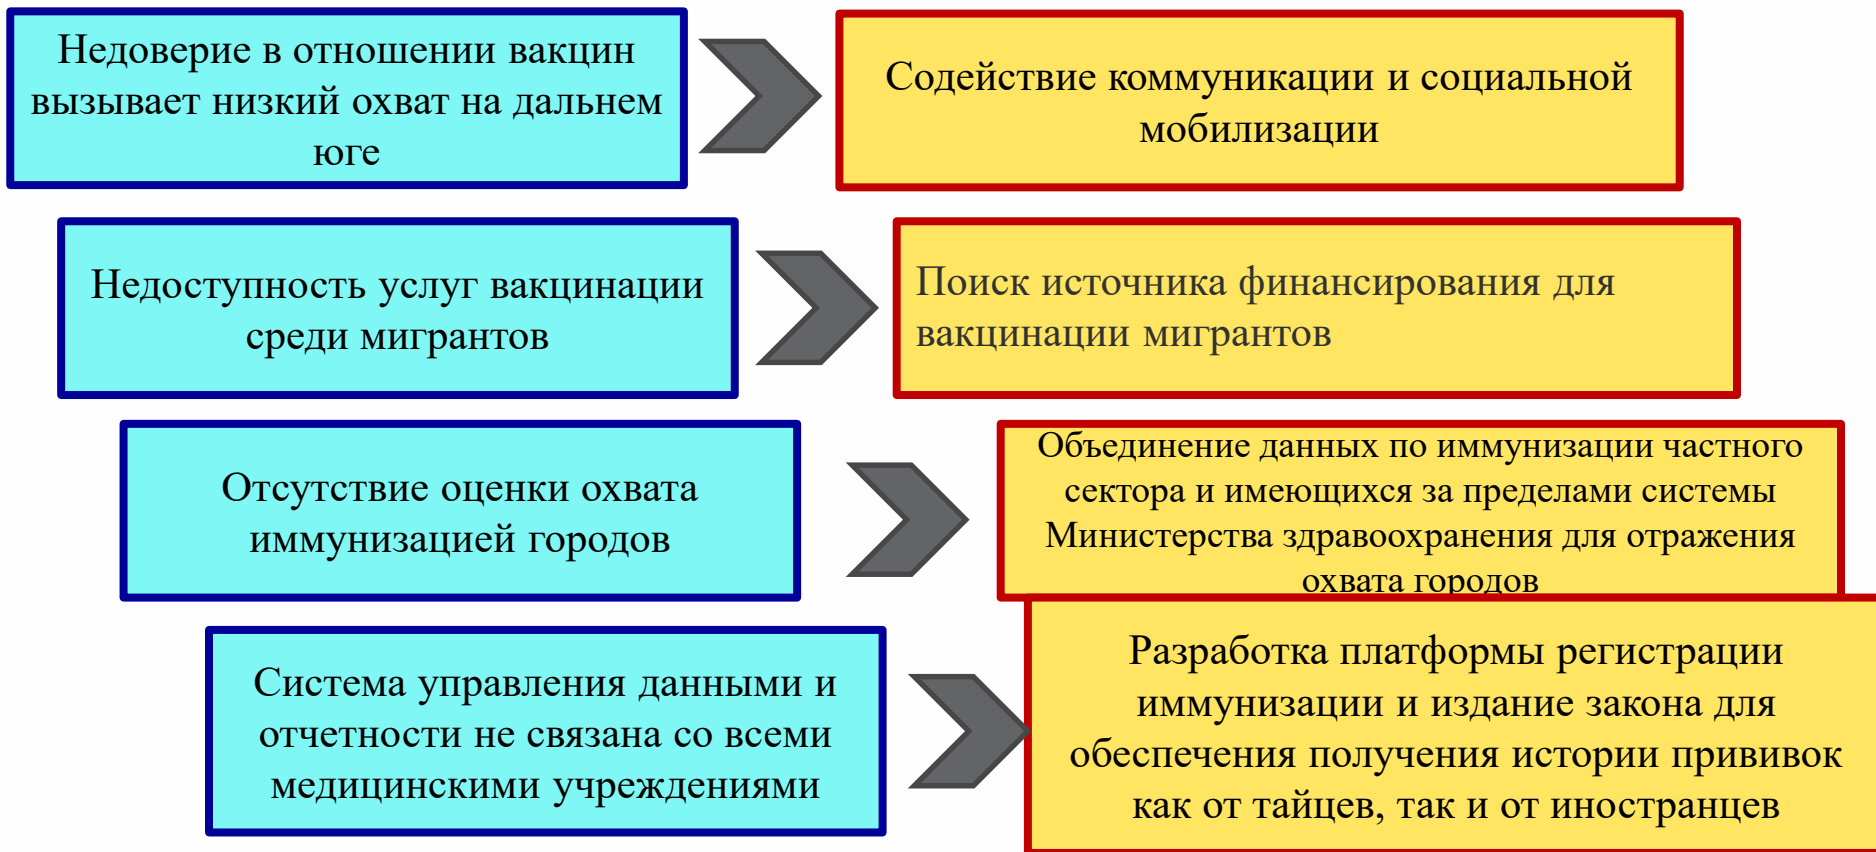 Недоверие в отношении вакцин
вызывает низкий охват на дальнем
юге
Содействие коммуникации и социальной
мобилизации
Недоступность услуг вакцинации
среди мигрантов
Поиск источника финансирования для
вакцинации мигрантов
Отсутствие оценки охвата
иммунизацией городов
Объединение данных по иммунизации частного
сектора и имеющихся за пределами системы
Министерства здравоохранения для отражения
охвата городов
Система управления данными и
отчетности не связана со всеми
медицинскими учреждениями
Разработка платформы регистрации
иммунизации и издание закона для
обеспечения получения истории прививок
как от тайцев, так и от иностранцев